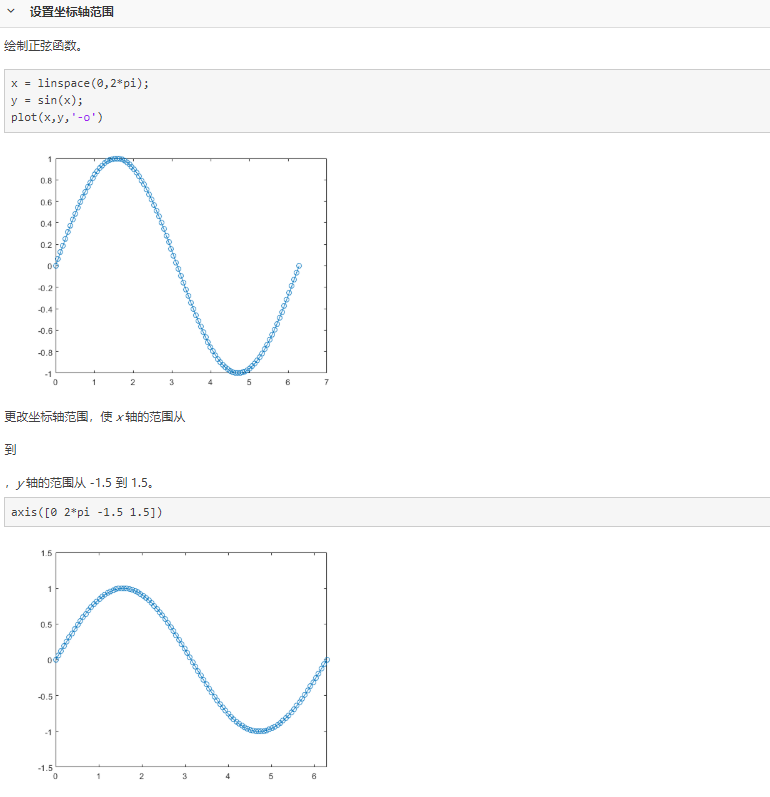 设置坐标轴范围
绘制正弦函数。
x = linspace(0,2*pi);
y = sin(x);
plot(x,y,'-o')
1
0.8
0.6
0.4
0.2
0
-0.2
-0.4
-0.6
-0.8
-1
0 1 2 3 4 5 6 7
更改坐标轴范围，使 x 轴的范围从
到
，y 轴的范围从 -1.5 到 1.5。
axis([0 2*pi -1.5 1.5])
1.5
1
0.5
0
-0.5
-1
-1.5
0 1 2 3 4 5 6